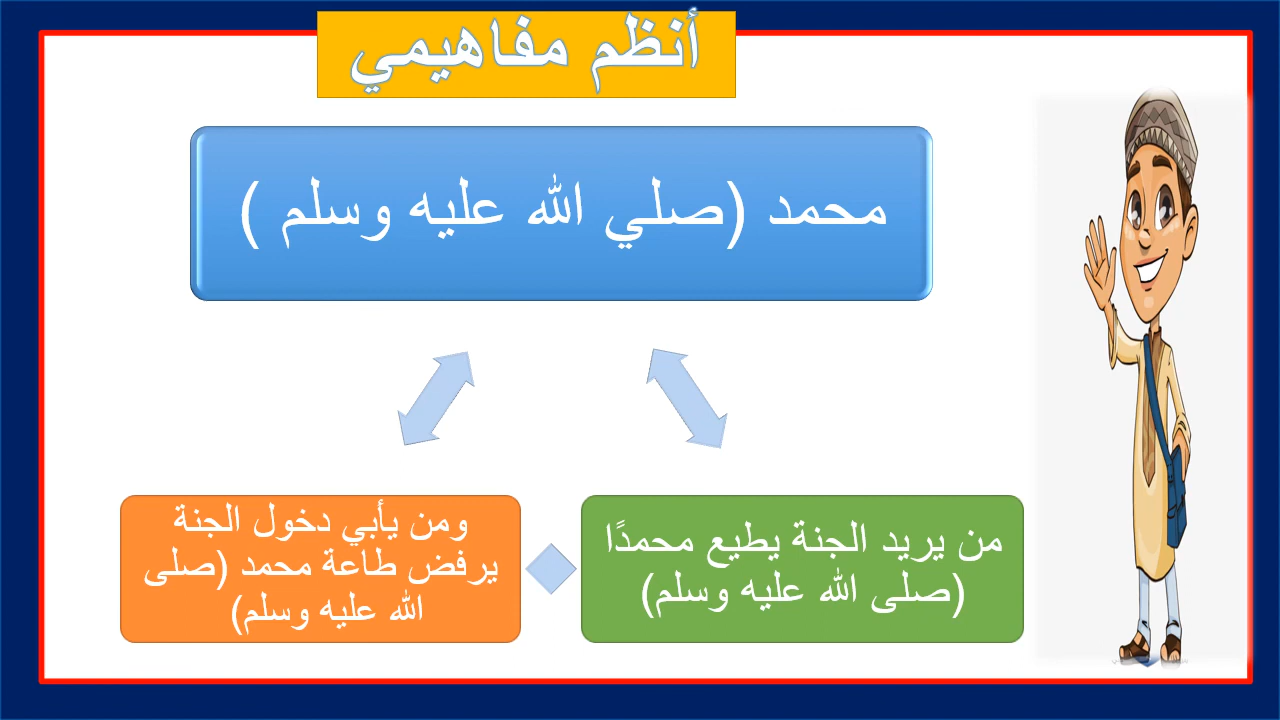 أنظم مفاهيمي
محمد (صلي الله عليه وسلم )
من يريد الجنة يطيع محمدًا
(صلى الله عليه وسلم)
ومن يأبي دخول الجنة
يرفض طاعة محمد (صلى
الله عليه وسلم)